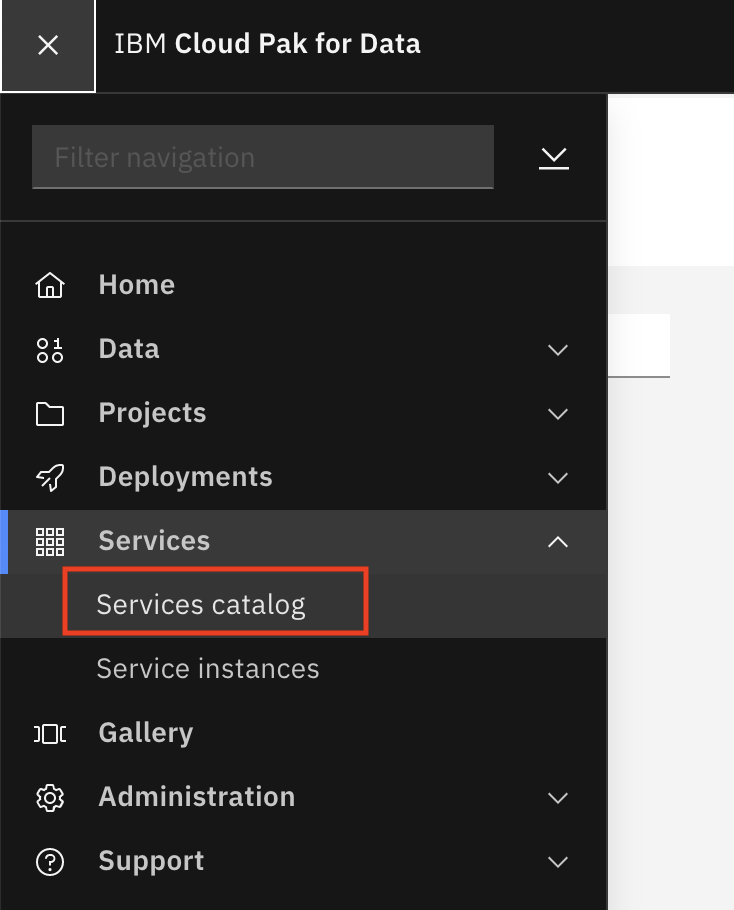 IBM Cloud Pak for Data
Filter navigation
Home
Data
Projects
Deployments
Services
Services catalog
Service instances
Gallery
Administration
Support